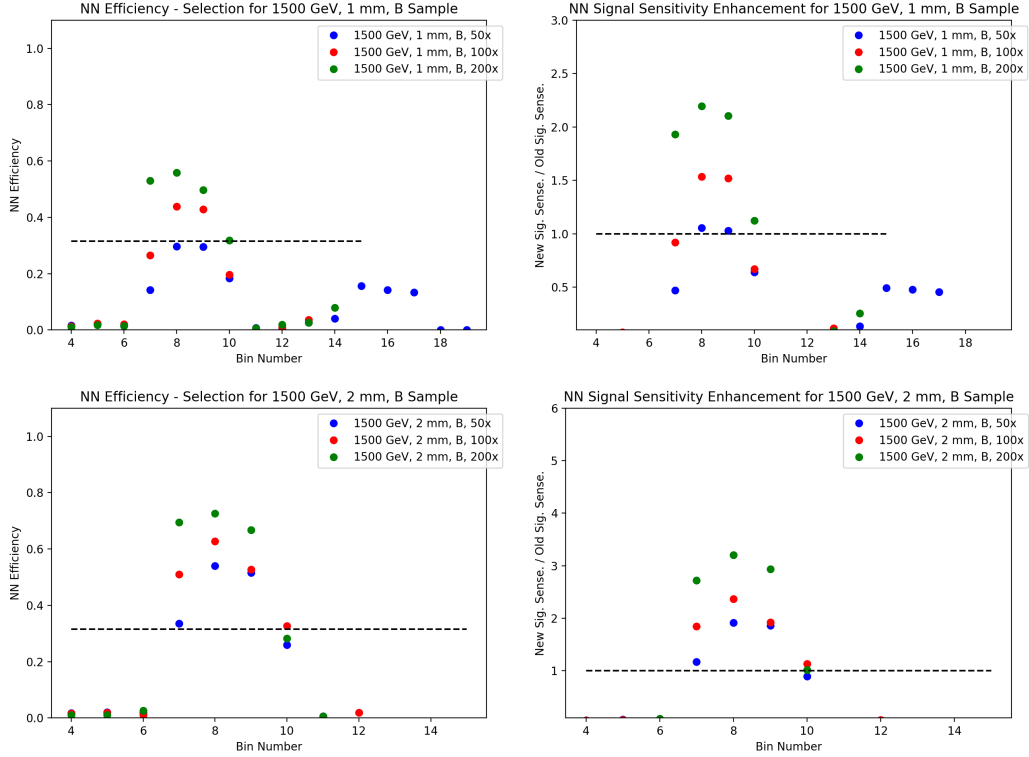 NN Efficiency - Selection for 1500 GeV, 1 mm, B Sample
1500 GeV, 1 mm, B, 50x
1500 GeV, 1 mm, B, 100x
1500 GeV, 1 mm, B, 200x
NN Efficiency
1.0
0.8
0.6
0.4
0.2
0.0
4 6 8 10 12 14 16 18
Bin Number
NN Signal Sensitivity Enhancement for 1500 GeV, 1 mm, B Sample
1500 GeV, 1 mm, B, 50x
1500 GeV, 1 mm, B, 100x
1500 GeV, 1 mm, B, 200x
New Sig. Sense. / Old Sig. Sense.
3.0
2.5
2.0
1.5
1.0
0.5
4 6 8 10 12 14 16 18
Bin Number
NN Efficiency - Selection for 1500 GeV, 2 mm, B Sample
1500 GeV, 2 mm, B, 50x
1500 GeV, 2 mm, B, 100x
1500 GeV, 2 mm, B, 200x
NN Efficiency
1.0
0.8
0.6
0.4
0.2
0.0
4 6 8 10 12 14
Bin Number
NN Signal Sensitivity Enhancement for 1500 GeV, 2 mm, B Sample
1500 GeV, 2 mm, B, 50x
1500 GeV, 2 mm, B, 100x
1500 GeV, 2 mm, B, 200x
New Sig. Sense. / Old Sig. Sense.
6
5
4
3
2
1
4 6 8 10 12 14
Bin Number